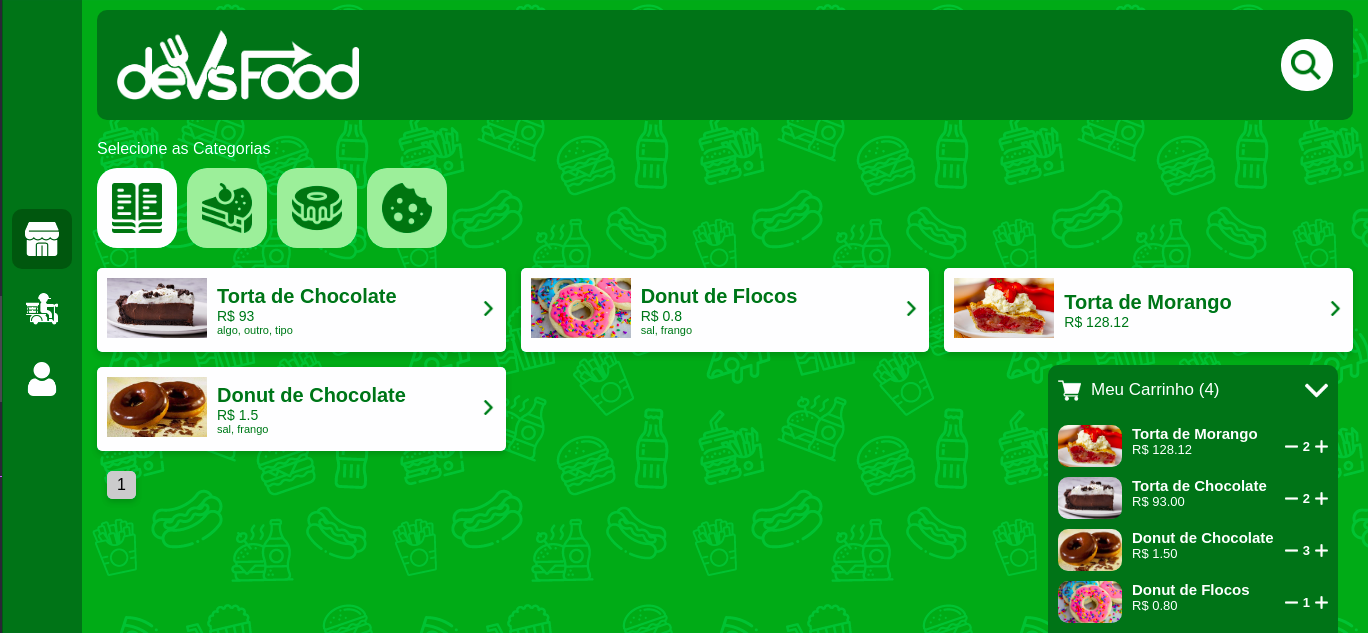 devsFood
Selecione as Categorias
Torta de Chocolate
R$ 93
algo, outro, tipo
Donut de Flocos
R$ 0.8
sal, frango
Torta de Morango
R$ 128.12
Donut de Chocolate
R$ 1.5
sal, frango
1
Meu Carrinho (4)
Torta de Morango
R$ 128.12
2
Torta de Chocolate
R$ 93.00
2
Donut de Chocolate
R$ 1.50
3
Donut de Flocos
R$ 0.80
1